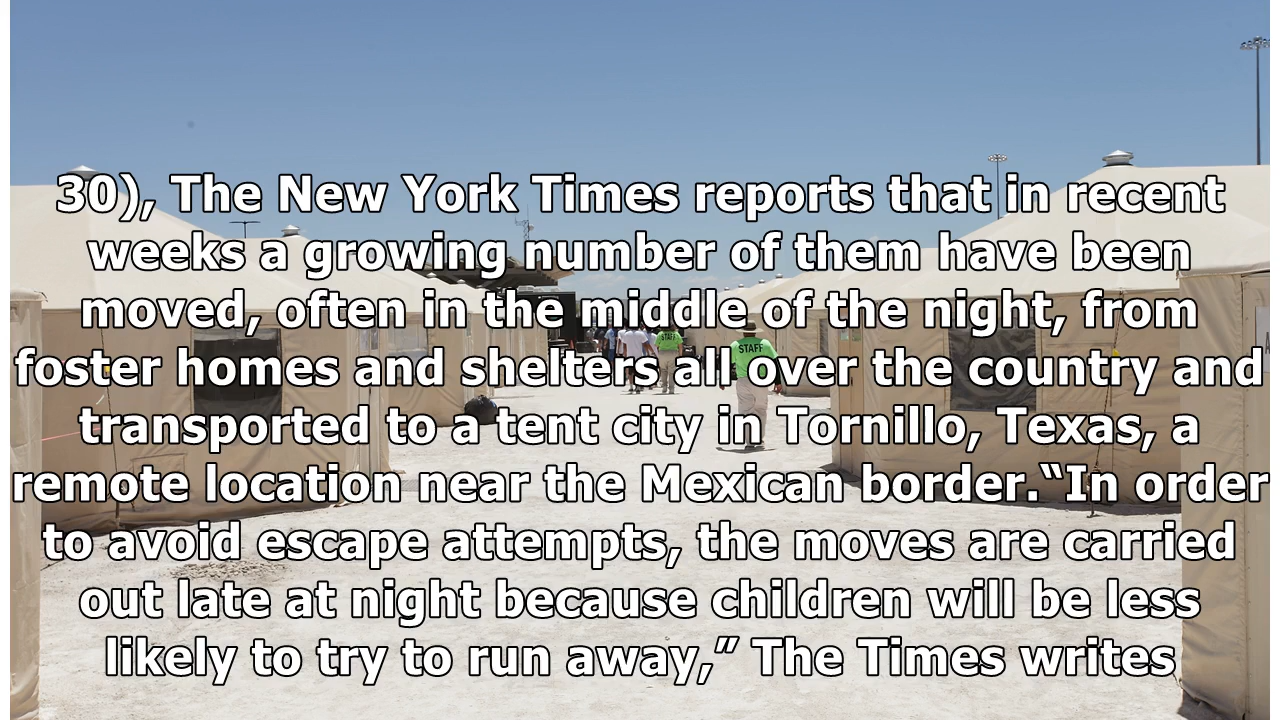 30), The New York Times reports that in recent
weeks a growing number of them have been
moved, often in the middle of the night, from
foster homes and shelters all over the country and
transported to a tent city in Tornillo, Texas, a
remote location near the Mexican border.“In order
to avoid escape attempts, the moves are carried
out late at night because children will be less
likely to try to run away,” The Times writes
STAFF
STAFF